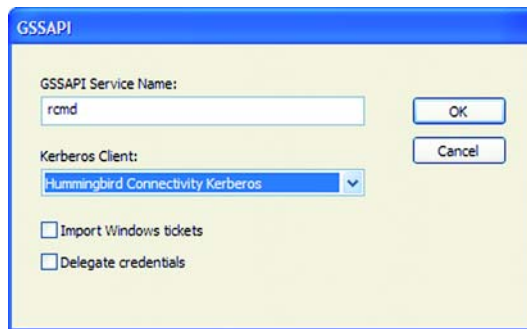 GSSAPI
GSSAPI Service Name:
rcmd
OK
Cancel
Kerberos Client:
Hummingbird Connectivity Kerberos
Import Windows tickets
Delegate credentials